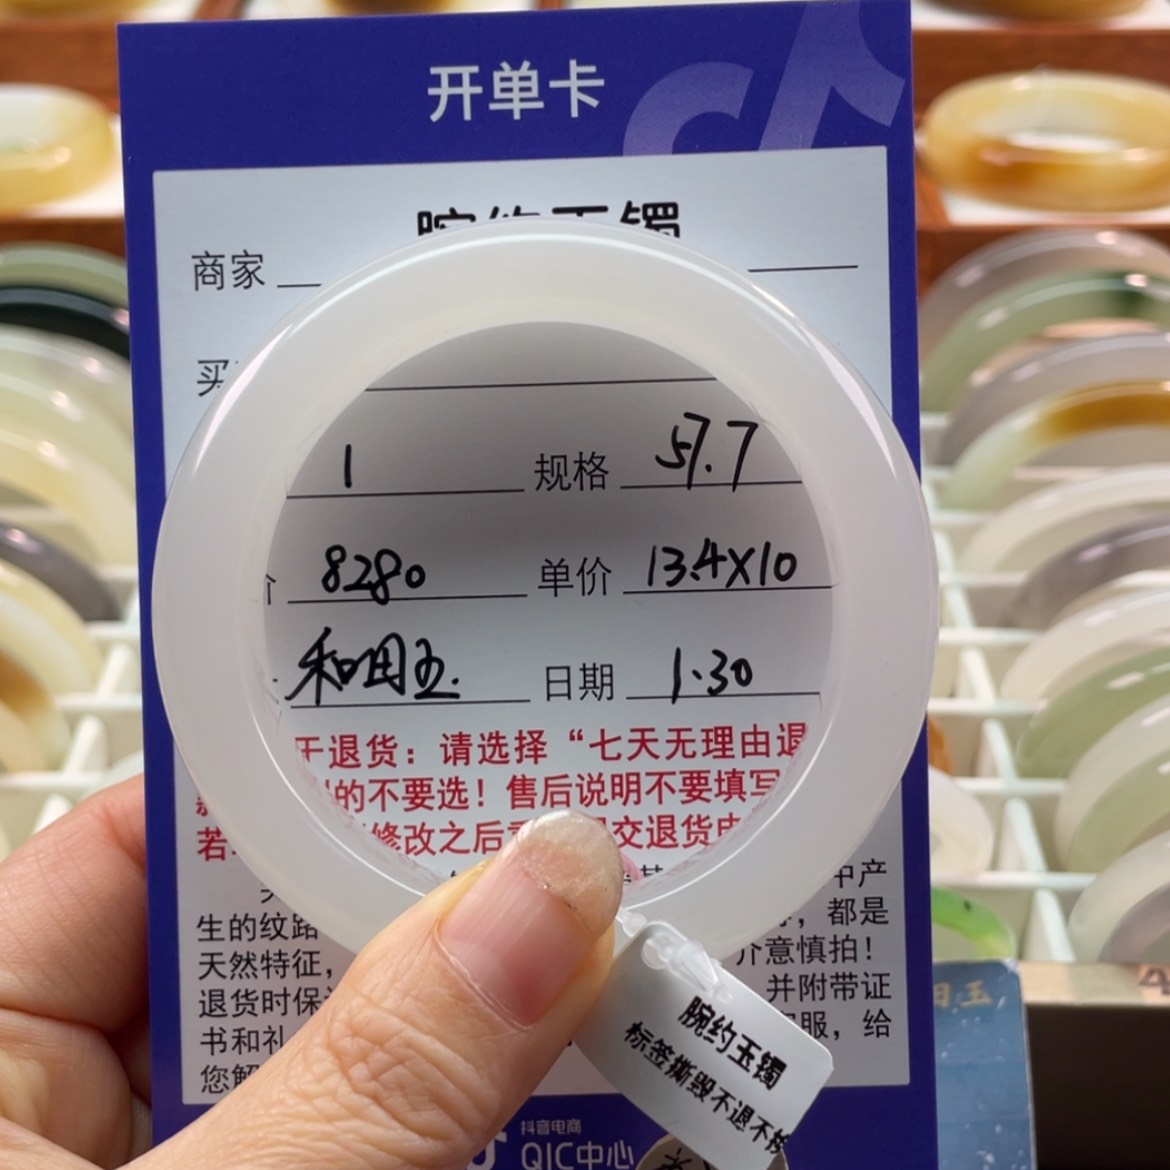 开单卡
腕约玉镯
商家
买
1 规格 57.7
8280 单价 13.4X10
和田玉. 日期 1.30
于退货：请选择“七天无理由退
的不要选！售后说明不要填写
若 修改之后 交退货
中产
生的纹路 ，都是
天然特征， 介意慎拍！
退货时保 并附带证
书和礼 服，给
您解
腕约玉镯
标签撕毁不退不换
抖音电商
QIC中心
田玉